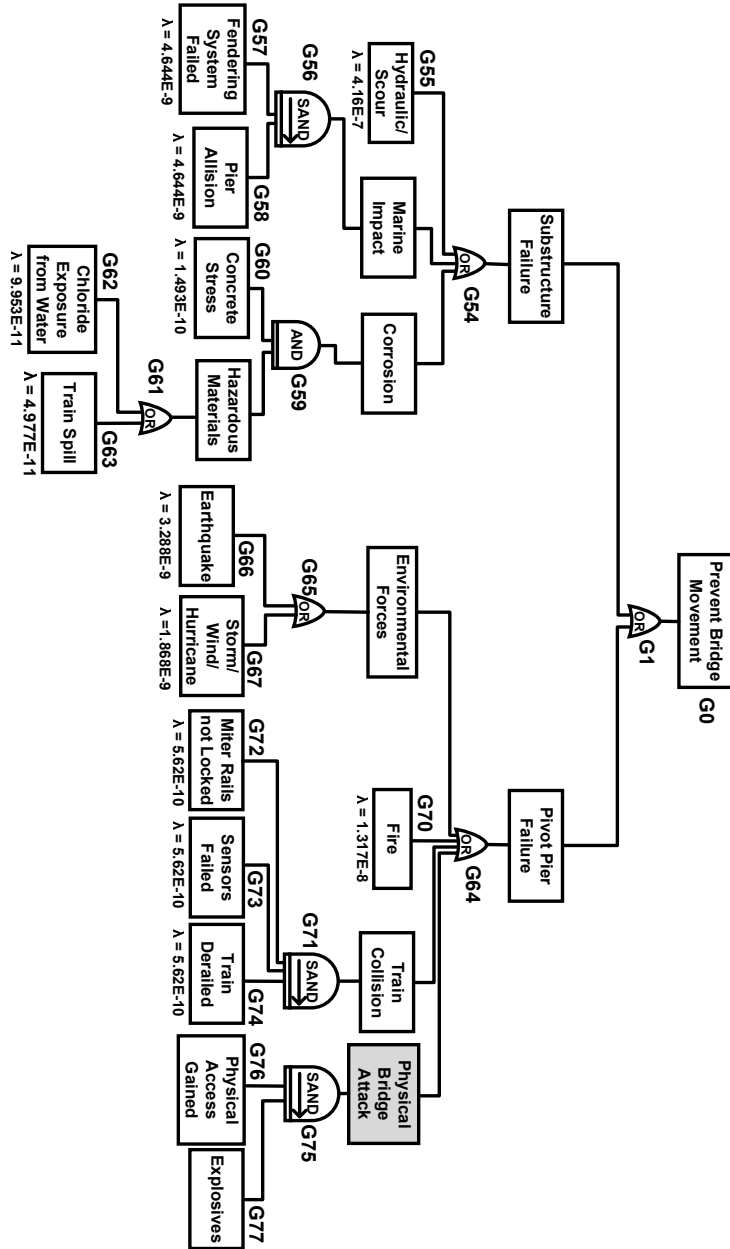 G0
Prevent Bridge
Movement
OR
G1
Substructure
Failure
Pivot Pier
Failure
OR
G54
G55
Hydraulic/
Scour
λ = 4.16E-7
Marine
Impact
Corrosion
G56
SAND
G57
Fendering
System
Failed
λ = 4.644E-9
G58
Pier
Allision
λ = 4.644E-9
AND
G59
G60
Concrete
Stress
λ = 1.493E-10
Hazardous
Materials
G61
OR
G62
Chloride
Exposure
from Water
λ = 9.953E-11
G63
Train Spill
λ = 4.977E-11
OR
G64
Environmental
Forces
G65
OR
G66
Earthquake
λ = 3.288E-9
G67
Storm/
Wind/
Hurricane
λ =1.868E-9
G70
Fire
λ = 1.317E-8
Train
Collision
G71
SAND
G72
Miter Rails
not Locked
λ = 5.62E-10
G73
Sensors
Failed
λ = 5.62E-10
G74
Train
Derailed
λ = 5.62E-10
Physical
Bridge
Attack
SAND
G75
G76
Physical
Access
Gained
G77
Explosives